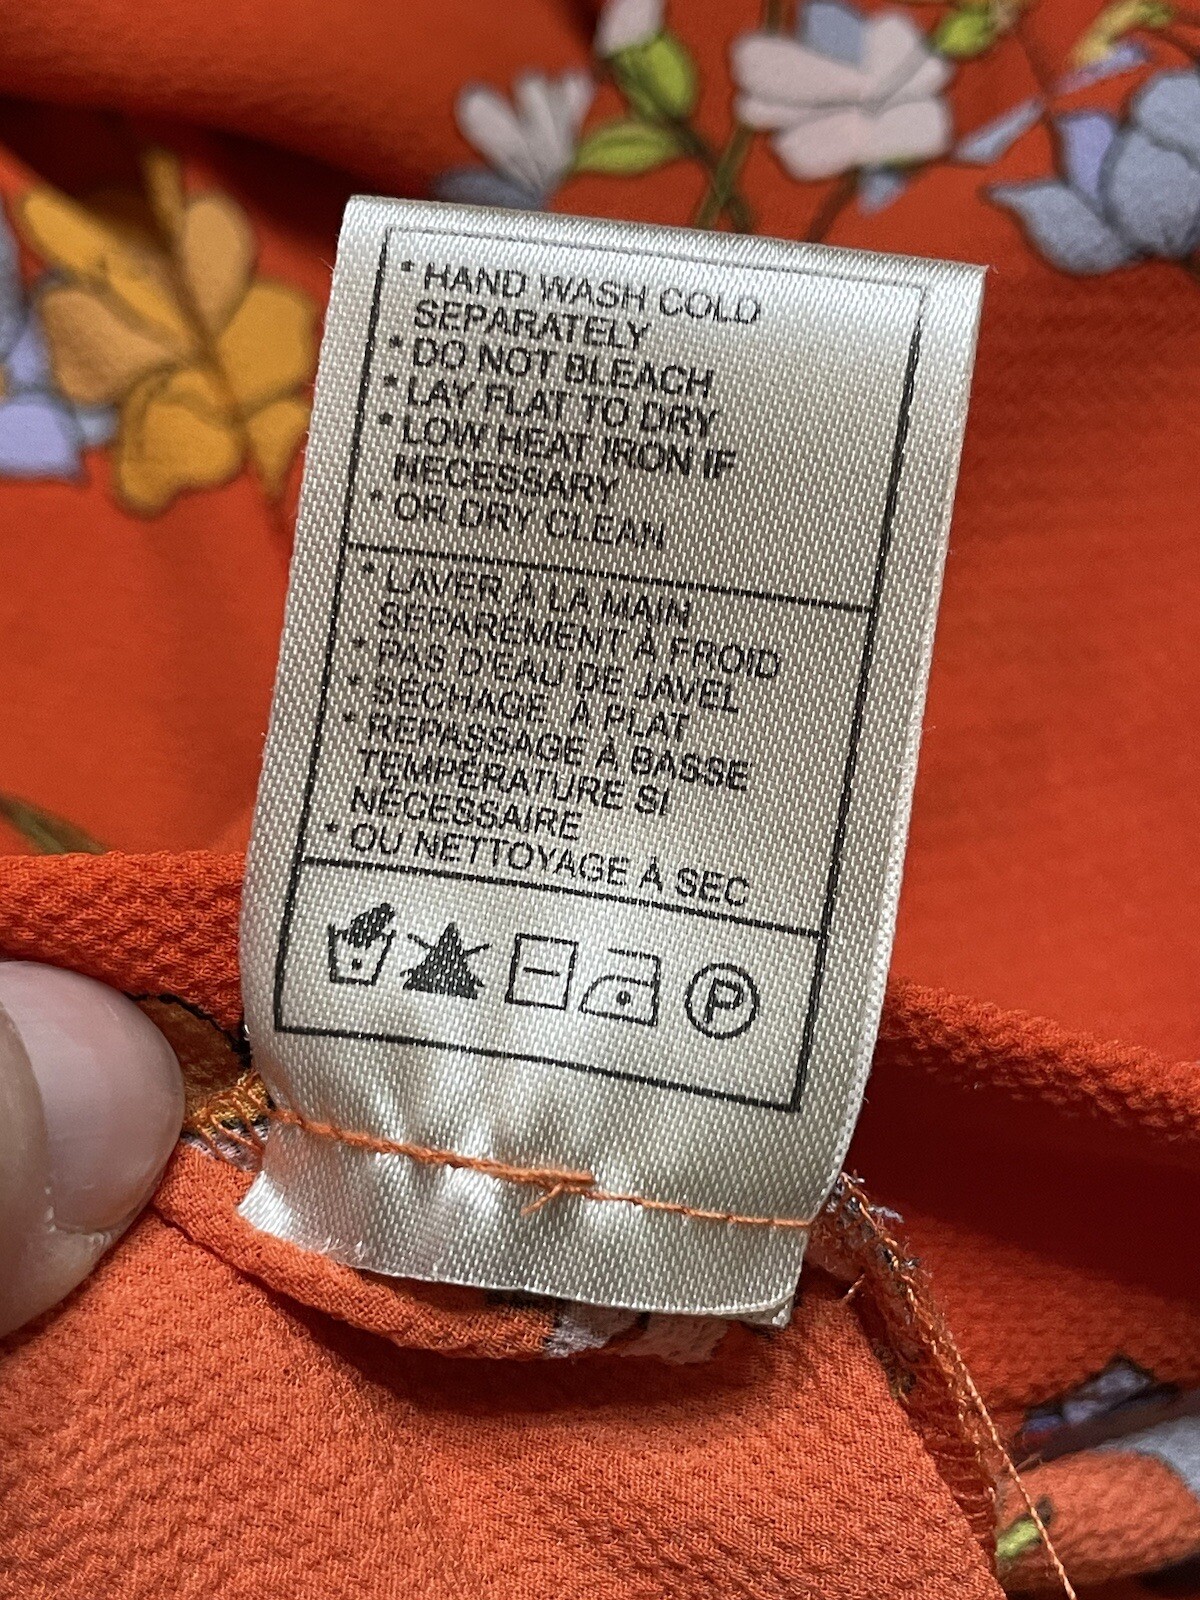 * HAND WASH COLD
SEPARATELY
* DO NOT BLEACH
* LAY FLAT TO DRY
* LOW HEAT IRON IF
NECESSARY
* OR DRY CLEAN
* LAVER À LA MAIN
SÉPARÉMENT À FROID
* PAS D'EAU DE JAVEL
* SÉCHAGE À PLAT
* REPASSAGE À BASSE
TEMPÉRATURE SI
NÉCESSAIRE
* OU NETTOYAGE À SEC
P